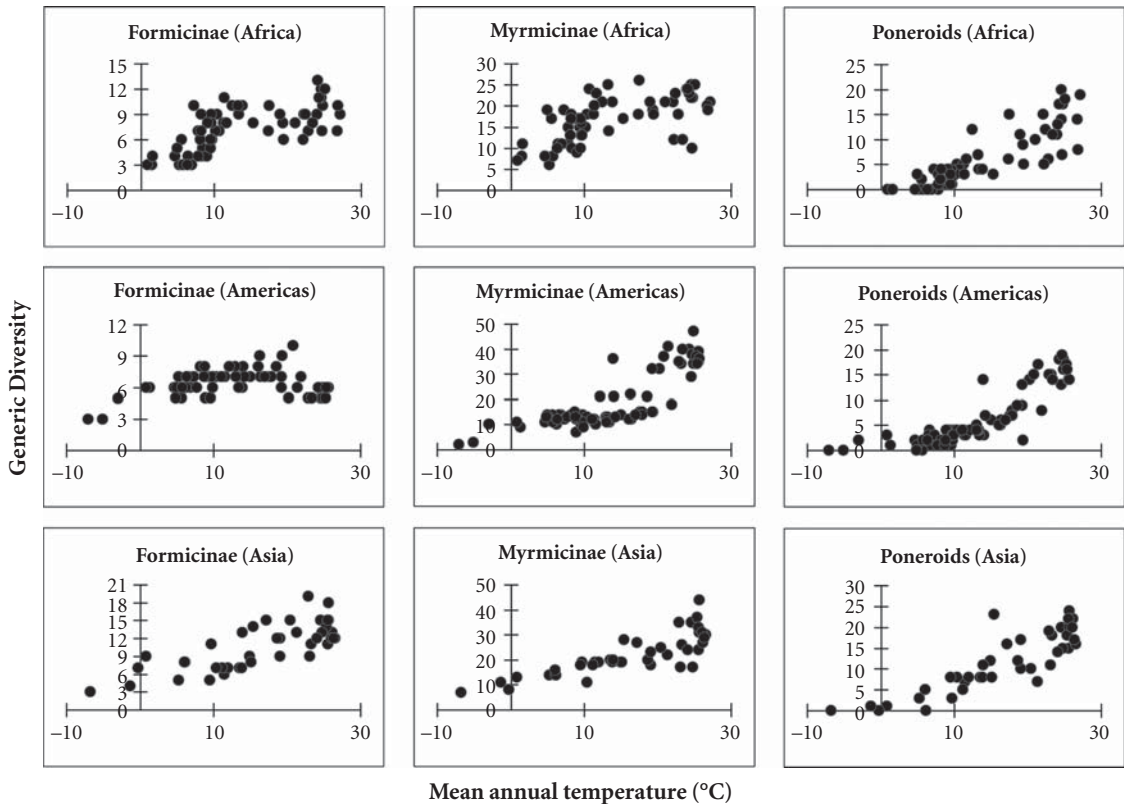 Generic Diversity
Formicinae (Africa)
15
12
9
6
3
0
–10 10 30
Myrmicinae (Africa)
30
25
20
15
10
5
0
–10 10 30
Poneroids (Africa)
25
20
15
10
5
0
–10 10 30
Formicinae (Americas)
12
9
6
3
0
–10 10 30
Myrmicinae (Americas)
50
40
30
20
10
0
–10 10 30
Poneroids (Americas)
25
20
15
10
5
0
–10 10 30
Formicinae (Asia)
21
18
15
12
9
6
3
0
–10 10 30
Myrmicinae (Asia)
50
40
30
20
10
0
–10 10 30
Poneroids (Asia)
30
25
20
15
10
5
0
–10 10 30
Mean annual temperature (°C)